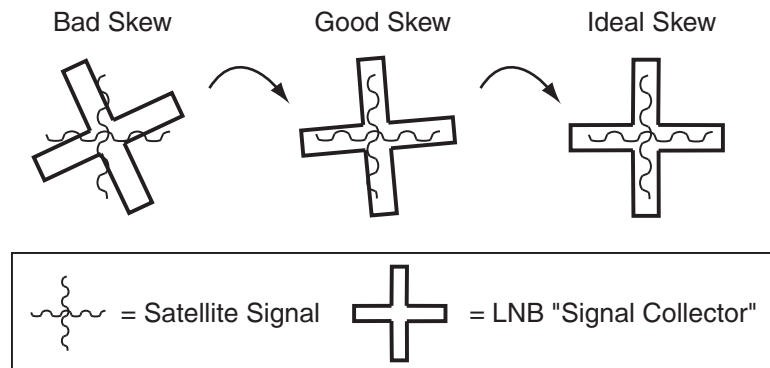 Bad Skew
Good Skew
Ideal Skew
= Satellite Signal
= LNB "Signal Collector"